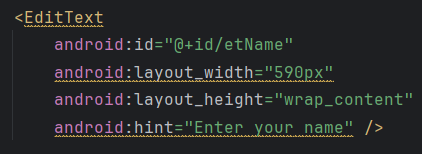 <EditText
android:id="@+id/etName"
android:layout_width="590px"
android:layout_height="wrap_content"
android:hint="Enter your name" />